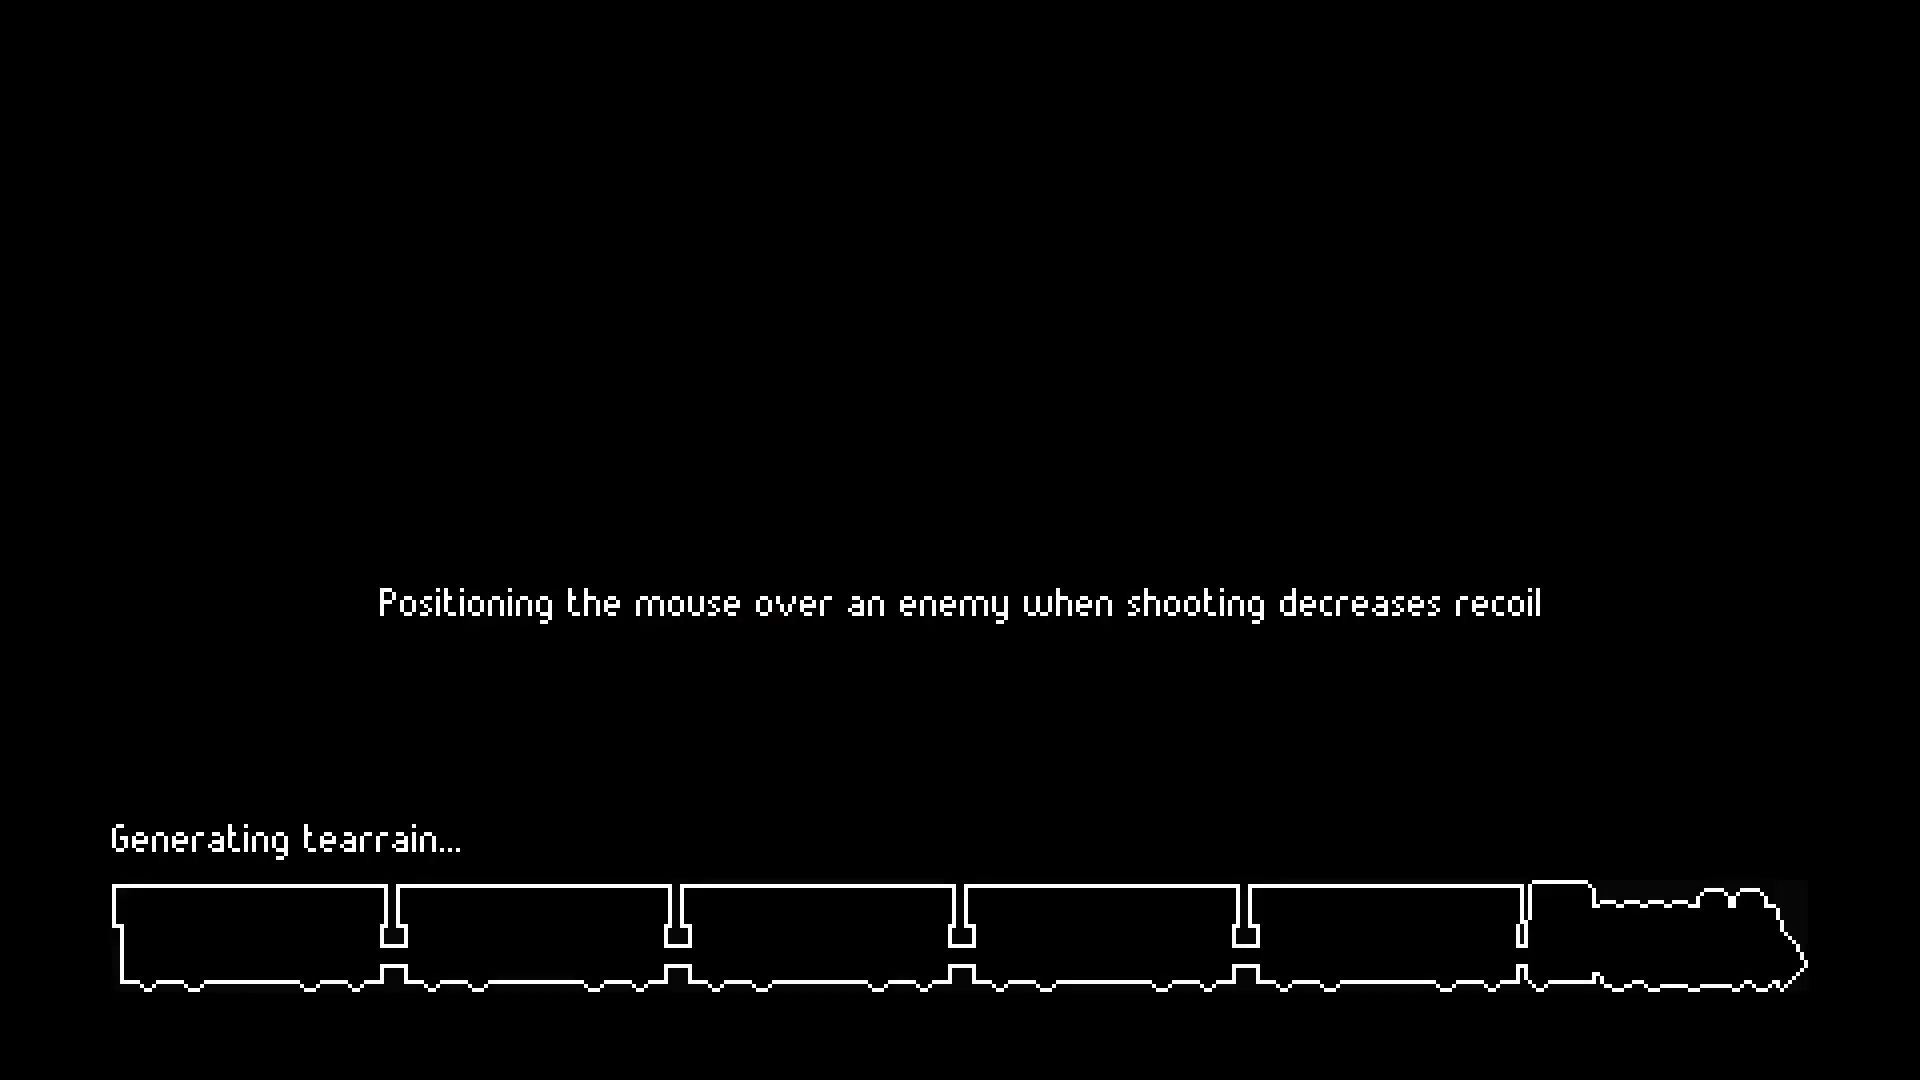 Positioning the mouse over an enemy when shooting decreases recoil
Generating tearrain...